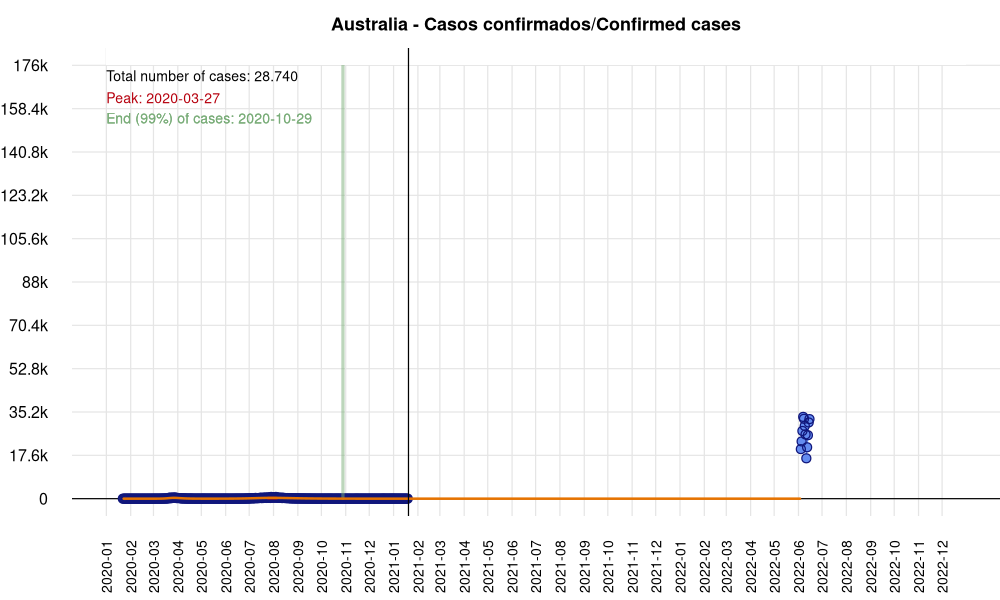 Australia - Casos confirmados/Confirmed cases
176k
Total number of cases: 28.740
Peak: 2020-03-27
158.4k
End (99%) of cases: 2020-10-29
140.8k
123.2k
105.6k
88k
70.4k
52.8k
35.2k
17.6k
0
2020-01
2020-02
2020-03
2020-04
2020-05
2020-06
2020-07
2020-08
2020-09
2020-10
2020-11
2020-12
2021-01
2021-02
2021-03
2021-04
2021-05
2021-06
2021-07
2021-08
2021-09
2021-10
2021-11
2021-12
2022-01
2022-02
2022-03
2022-04
2022-05
2022-06
2022-07
2022-08
2022-09
2022-10
2022-11
2022-12